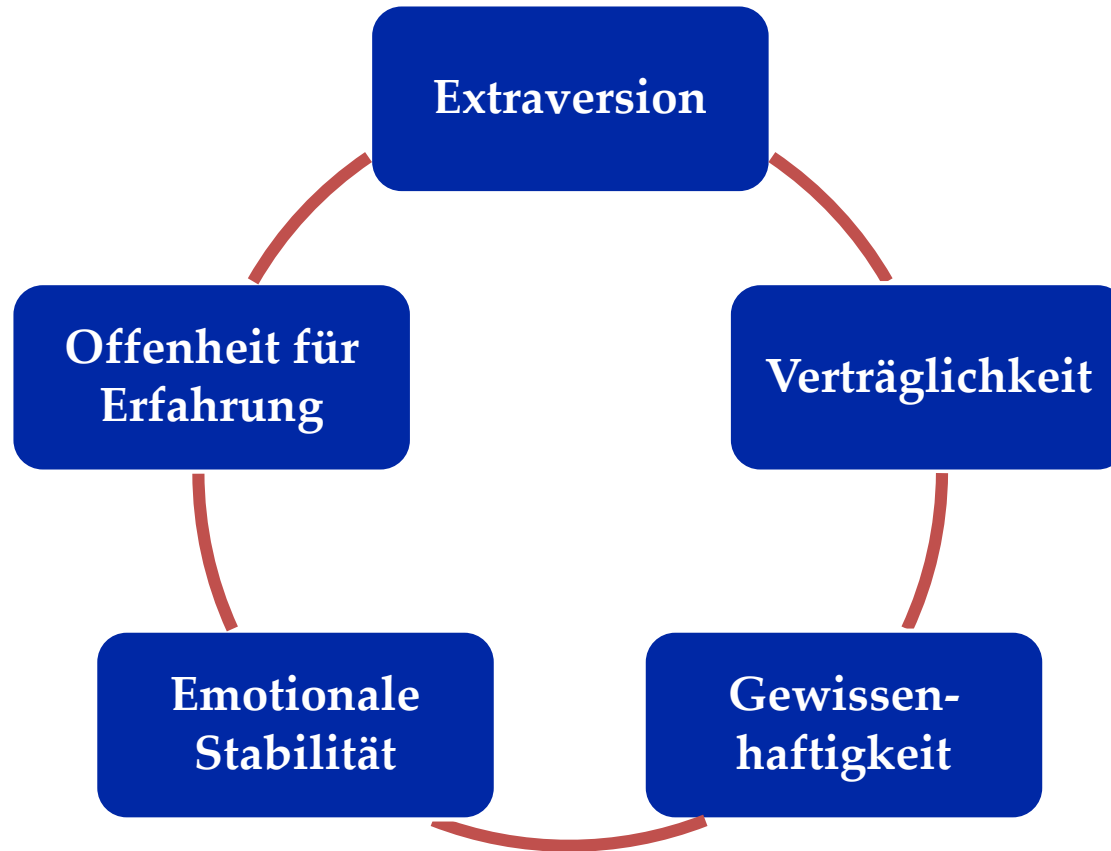 Extraversion
Offenheit für
Erfahrung
Verträglichkeit
Emotionale
Stabilität
Gewissen-
haftigkeit